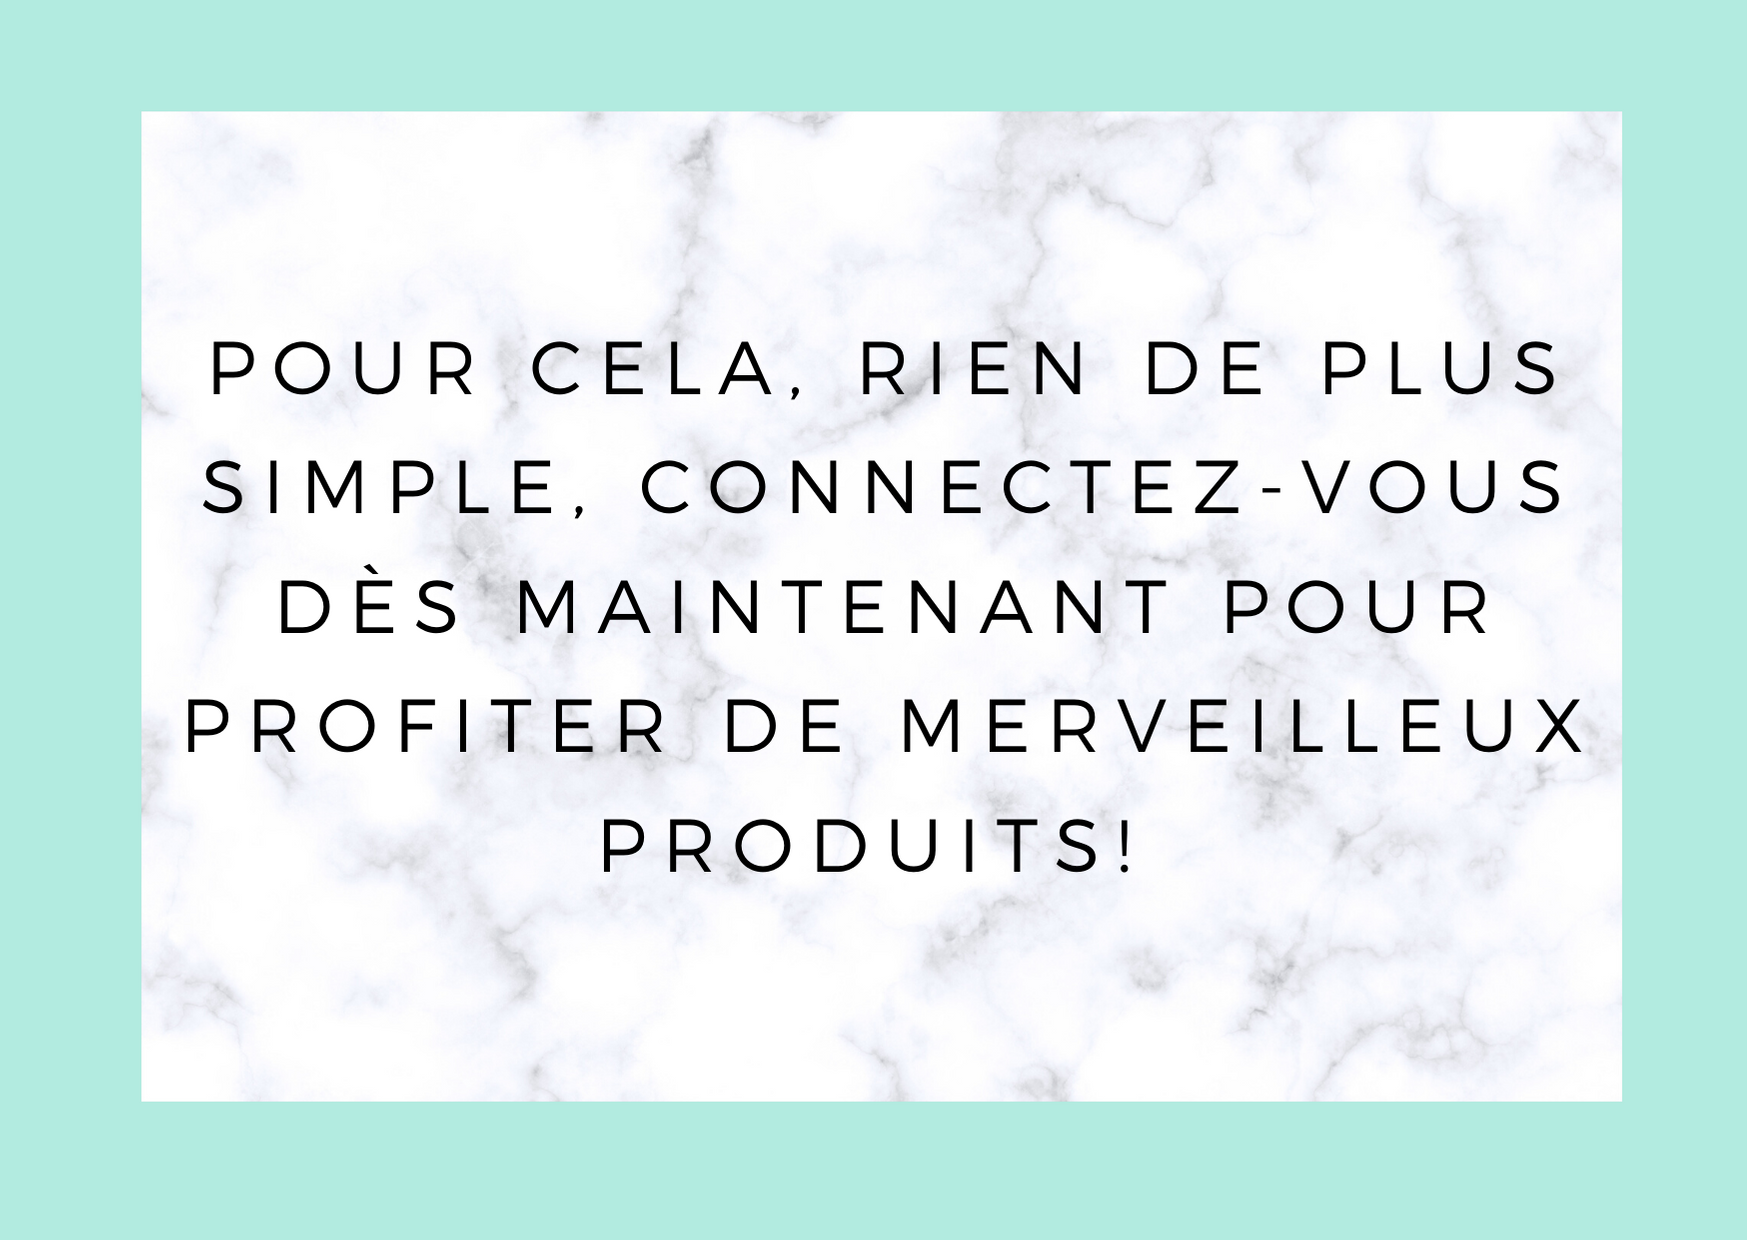 POUR CELA, RIEN DE PLUS
SIMPLE, CONNECTEZ-VOUS
DÈS MAINTENANT POUR
PROFITER DE MERVEILLEUX
PRODUITS!